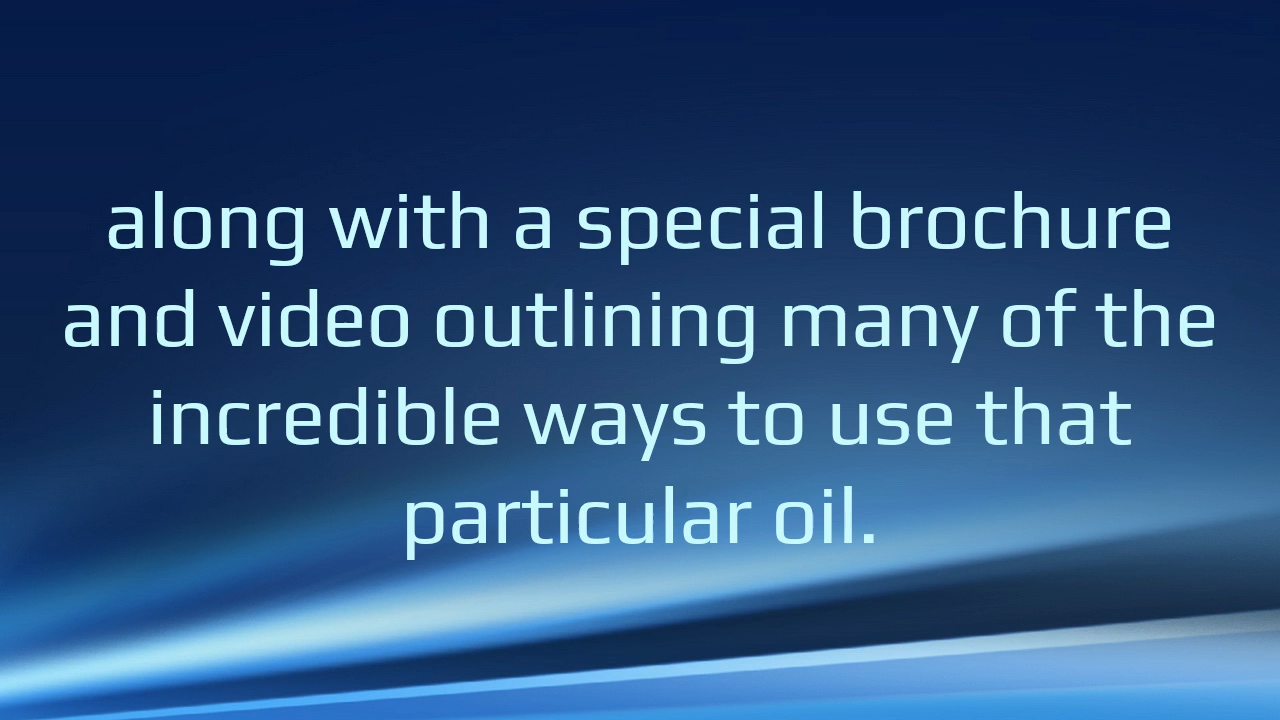 along with a special brochure
and video outlining many of the
incredible ways to use that
particular oil.